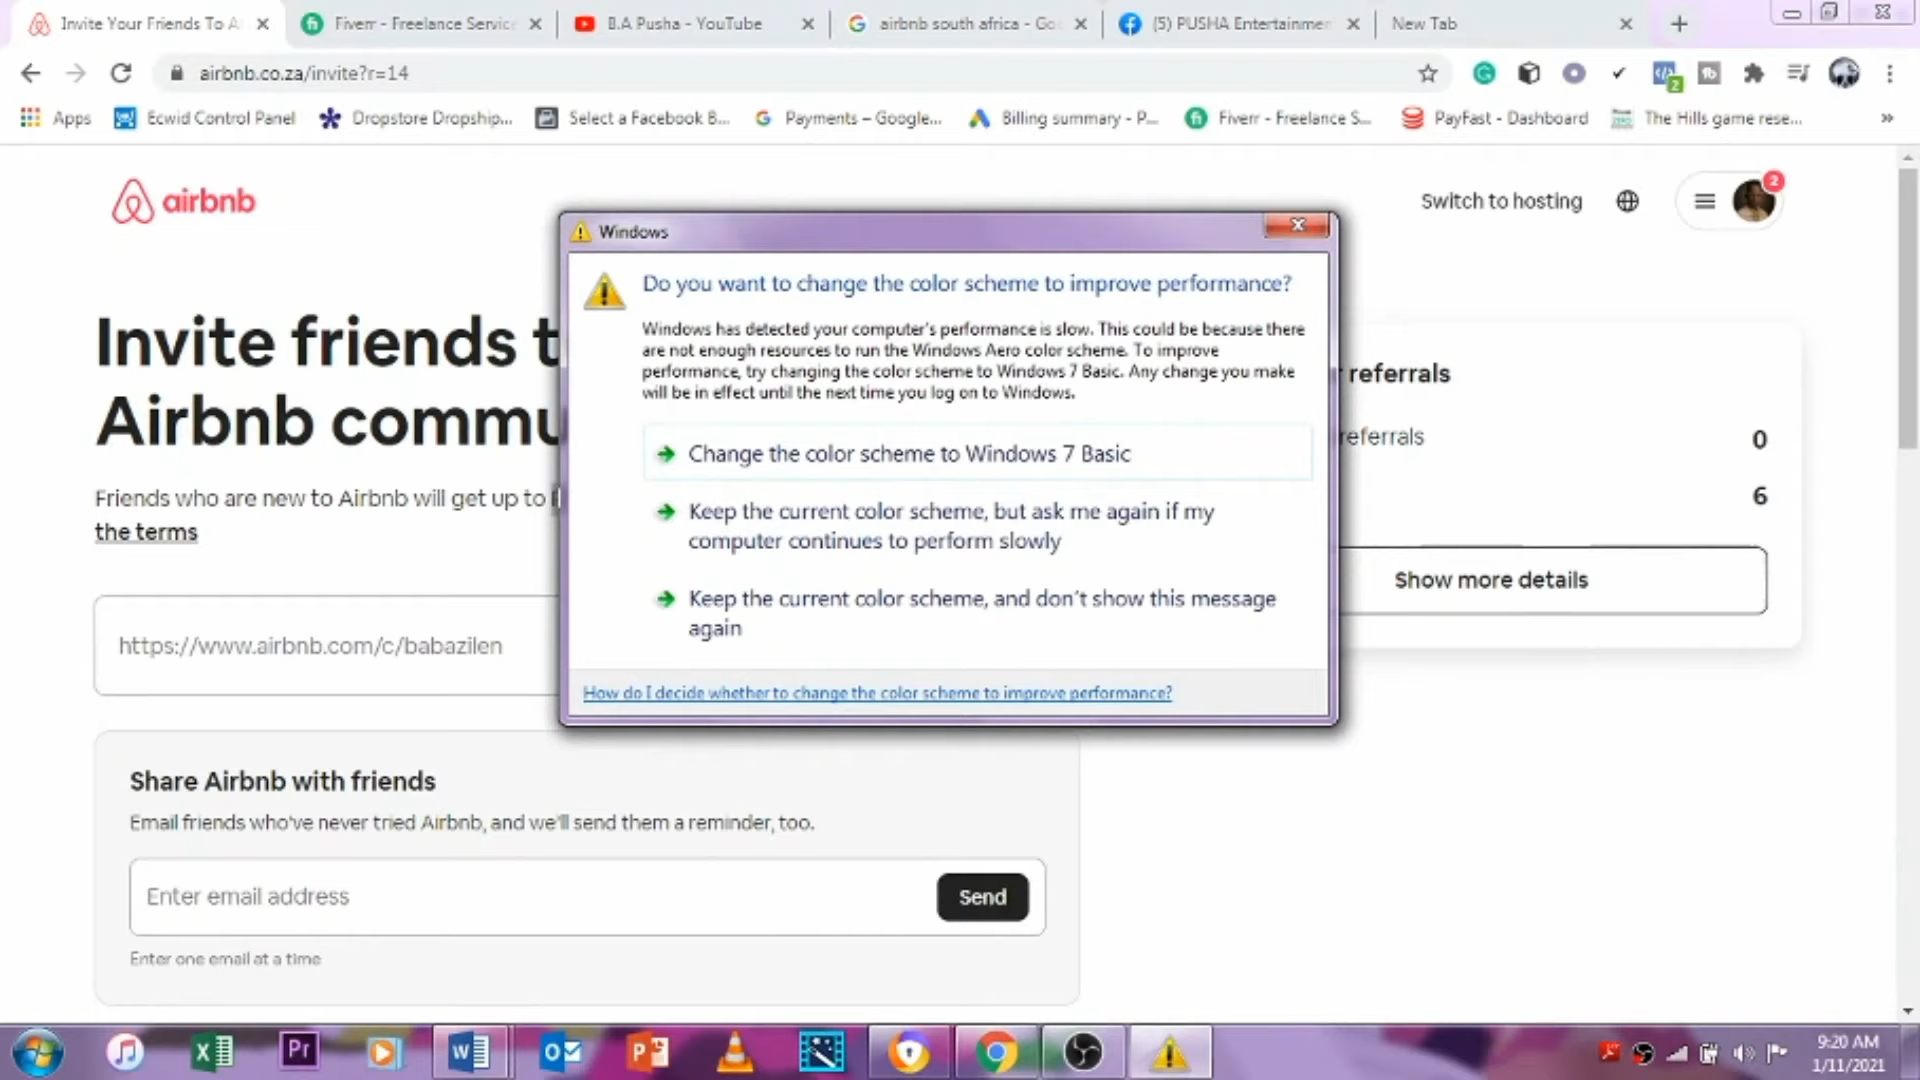 Invite Your Friends To A
Fiverr - Freelance Service
B.A Pusha - YouTube
airbnb south africa - Go
(5) PUSHA Entertainmen
New Tab
airbnb.co.za/invite?r=14
2
Apps
Ecwid Control Panel
Dropstore Dropship...
Select a Facebook B...
Payments – Google...
Billing summary - P...
Fiverr - Freelance S...
PayFast - Dashboard
The Hills game rese...
airbnb
Switch to hosting
2
Windows
Do you want to change the color scheme to improve performance?
Windows has detected your computer's performance is slow. This could be because there
are not enough resources to run the Windows Aero color scheme. To improve
performance, try changing the color scheme to Windows 7 Basic. Any change you make
will be in effect until the next time you log on to Windows.
Change the color scheme to Windows 7 Basic
Keep the current color scheme, but ask me again if my
computer continues to perform slowly
Keep the current color scheme, and don't show this message
again
How do I decide whether to change the color scheme to improve performance?
Invite friends t
Airbnb commu
Friends who are new to Airbnb will get up to
the terms
https://www.airbnb.com/c/babazilen
referrals
referrals
0
6
Show more details
Share Airbnb with friends
Email friends who've never tried Airbnb, and we'll send them a reminder, too.
Enter email address
Send
Enter one email at a time
Pr
9:20 AM
1/11/2021